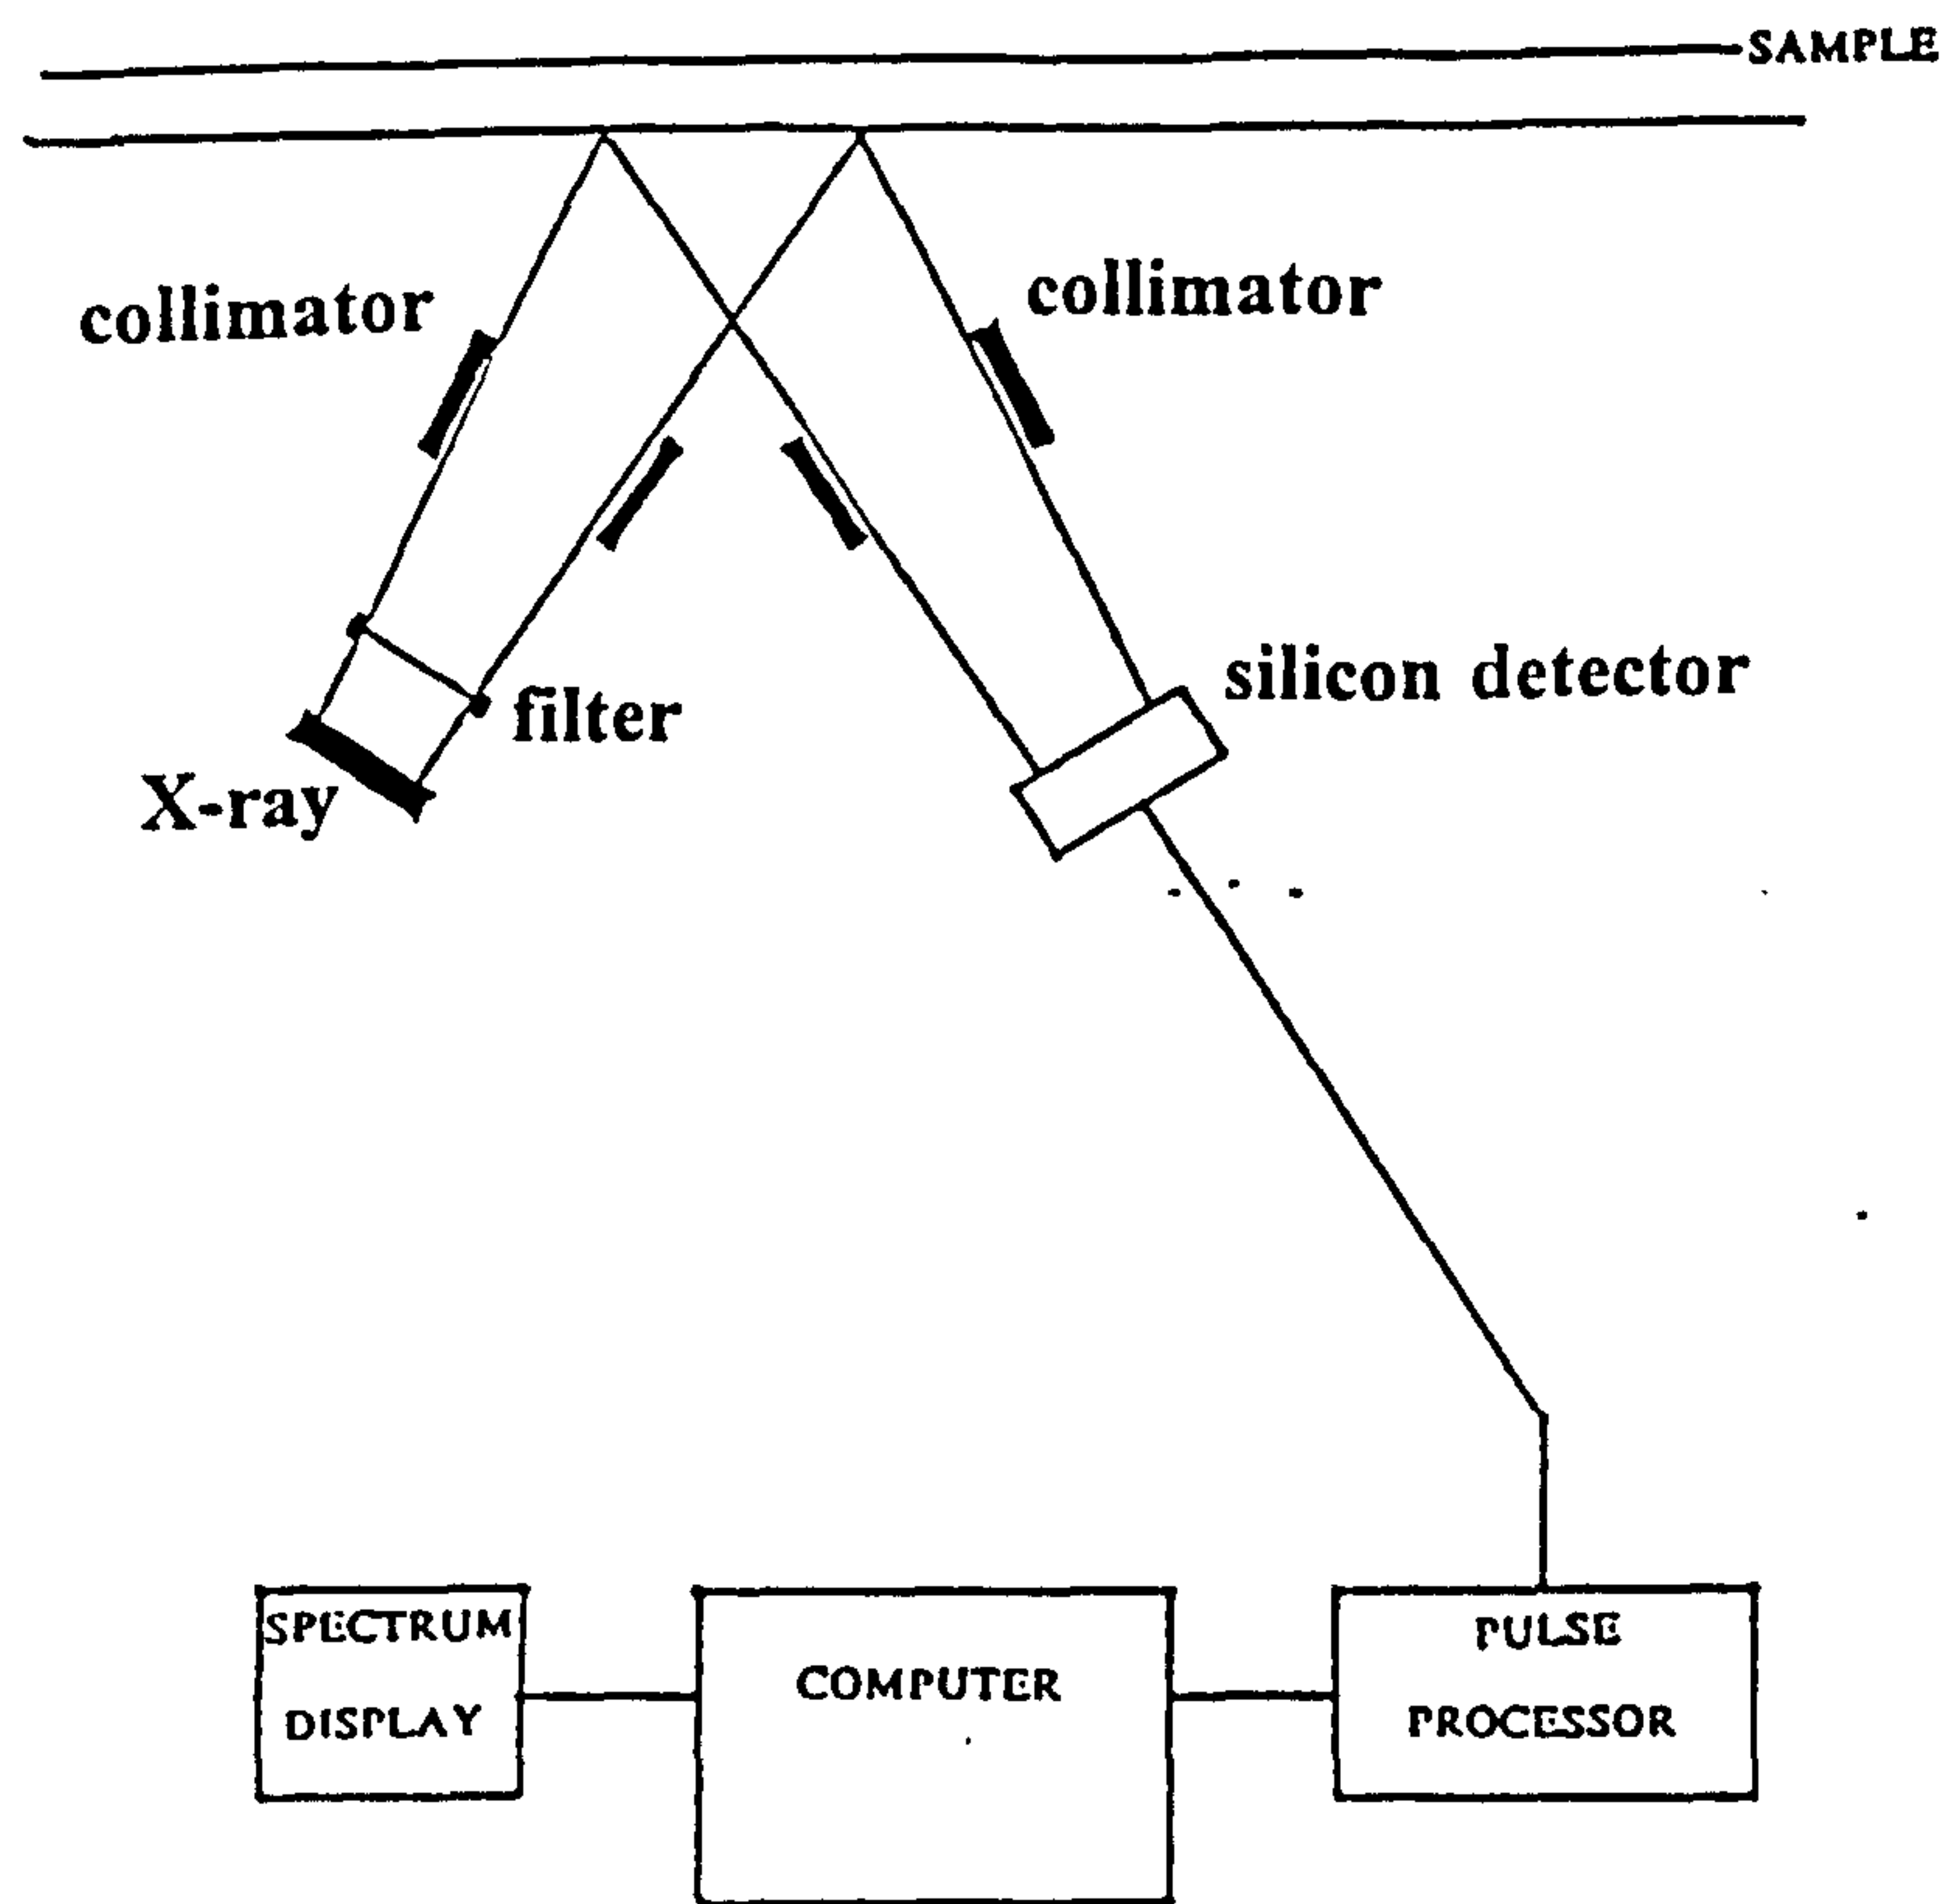 SAMPLE
collimator
collimator
silicon detector
filter
X-ray
SPECTRUM
DISPLAY
COMPUTER
PULSE
PROCESSOR